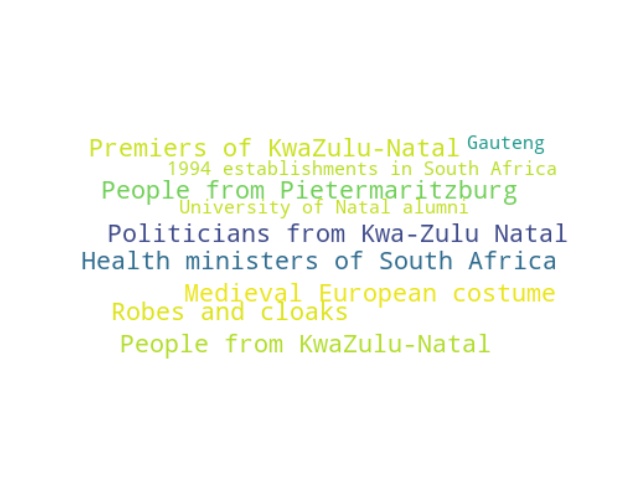 Premiers of KwaZulu-Natal Gauteng
1994 establishments in South Africa
People from Pietermaritzburg
University of Natal alumni
Politicians from Kwa-Zulu Natal
Health ministers of South Africa
Medieval European costume
Robes and cloaks
People from KwaZulu-Natal